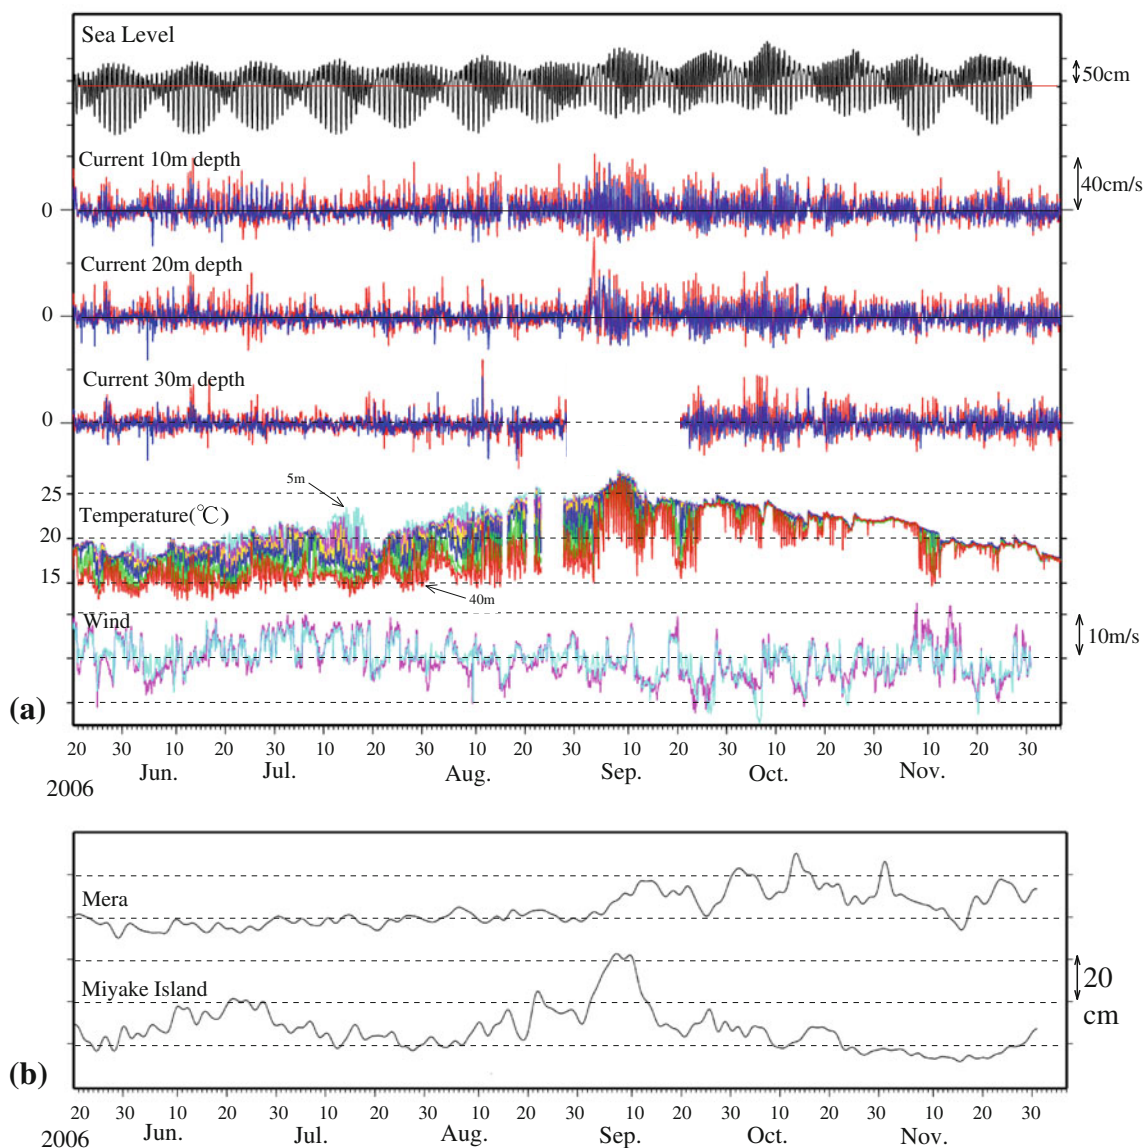 Sea Level
50cm
Current 10m depth
40cm/s
0
Current 20m depth
0
Current 30m depth
0
5m
25
Temperature(℃)
20
15
40m
Wind
10m/s
(a)
20 30 10 20 30 10 20 30 10 20 30 10 20 30 10 20 30 10 20 30
Jun. Jul. Aug. Sep. Oct. Nov.
2006
Mera
Miyake Island
20
cm
(b)
20 30 10 20 30 10 20 30 10 20 30 10 20 30 10 20 30 10 20 30
2006 Jun. Jul. Aug. Sep. Oct. Nov.